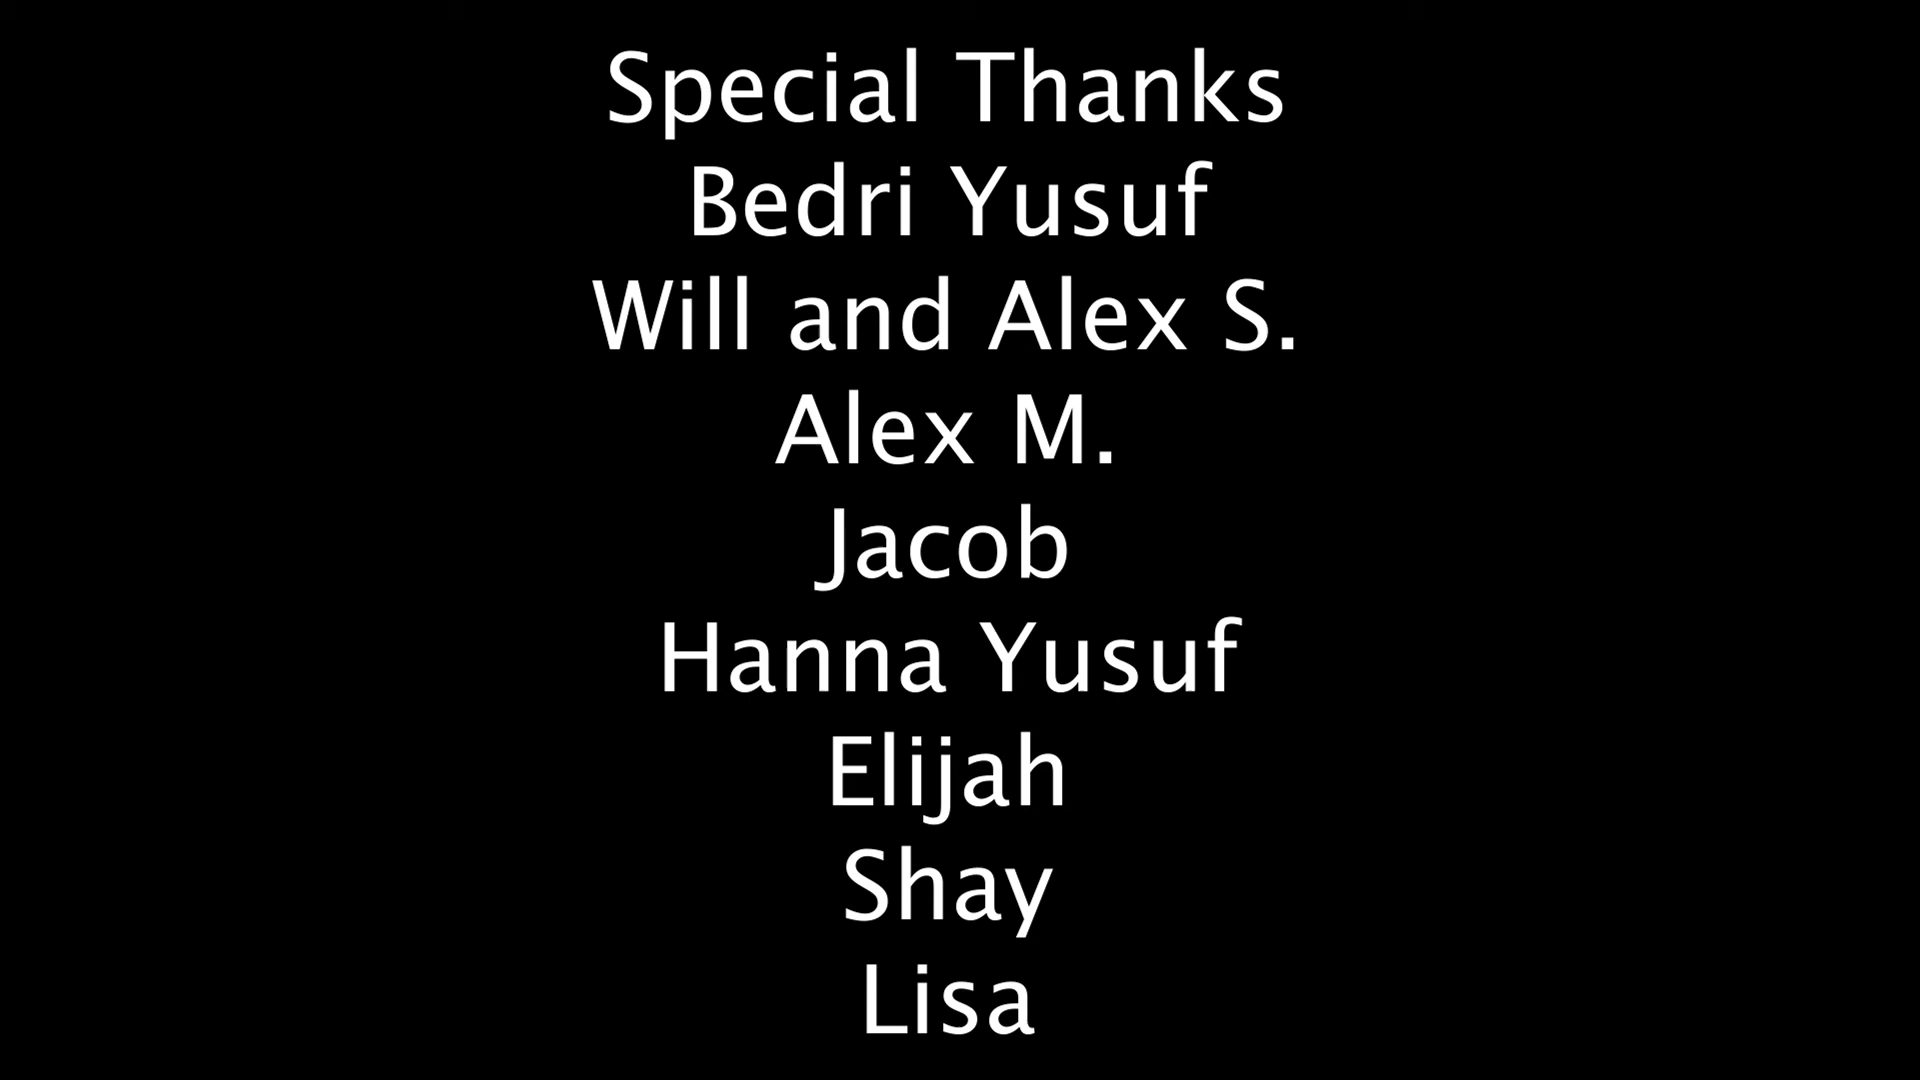 Special Thanks
Bedri Yusuf
Will and Alex S.
Alex M.
Jacob
Hanna Yusuf
Elijah
Shay
Lisa